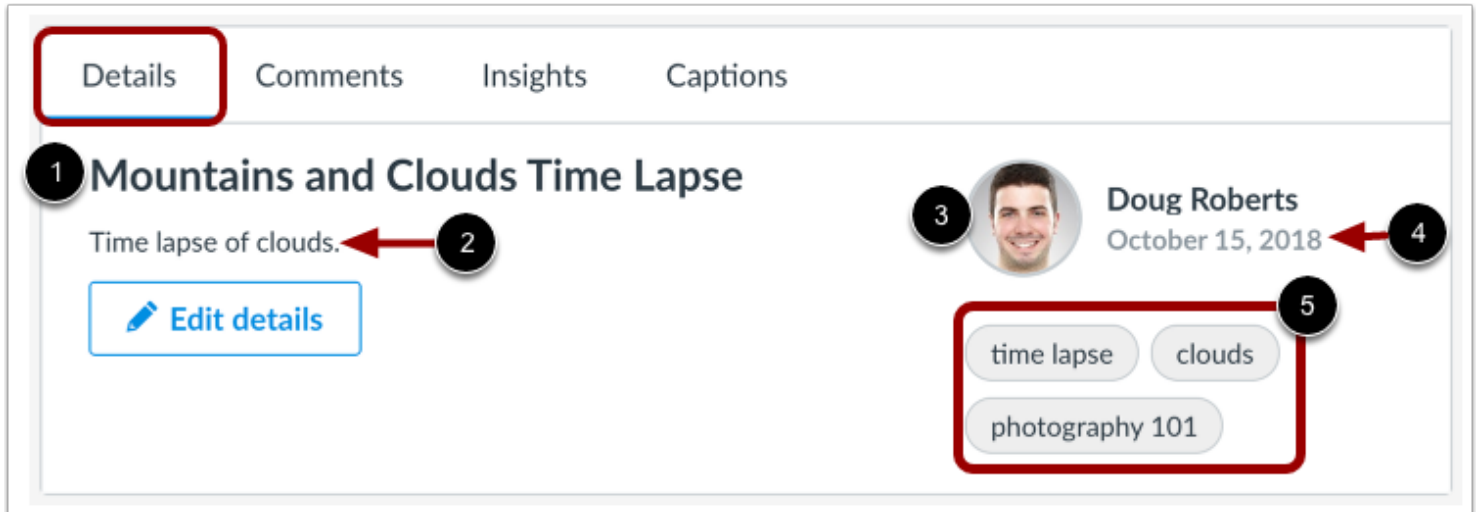 Details Comments Insights Captions
1 Mountains and Clouds Time Lapse
Time lapse of clouds. 2
Edit details
3 Doug Roberts
October 15, 2018 4
5
time lapse clouds
photography 101